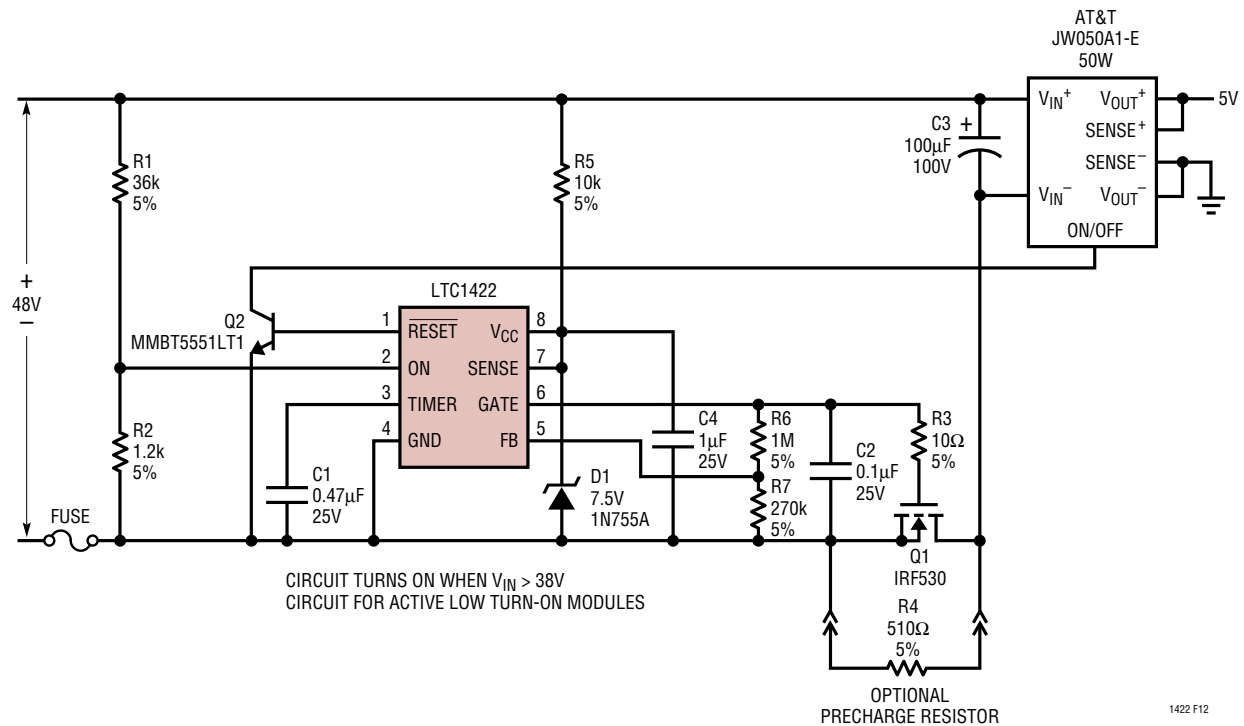 AT&T
JW050A1-E
50W
VIN+
VOUT+
5V
SENSE+
SENSE−
VIN−
VOUT−
ON/OFF
C3
+
100µF
100V
R1
36k
5%
R5
10k
5%
+
48V
−
LTC1422
Q2
MMBT5551LT1
1
RESET
VCC
8
2
ON
SENSE
7
3
TIMER
GATE
6
4
GND
FB
5
R2
1.2k
5%
C1
0.47µF
25V
D1
7.5V
1N755A
C4
1µF
25V
R6
1M
5%
R7
270k
5%
C2
0.1µF
25V
R3
10Ω
5%
FUSE
Q1
IRF530
CIRCUIT TURNS ON WHEN VIN > 38V
CIRCUIT FOR ACTIVE LOW TURN-ON MODULES
R4
510Ω
5%
OPTIONAL
PRECHARGE RESISTOR
1422 F12